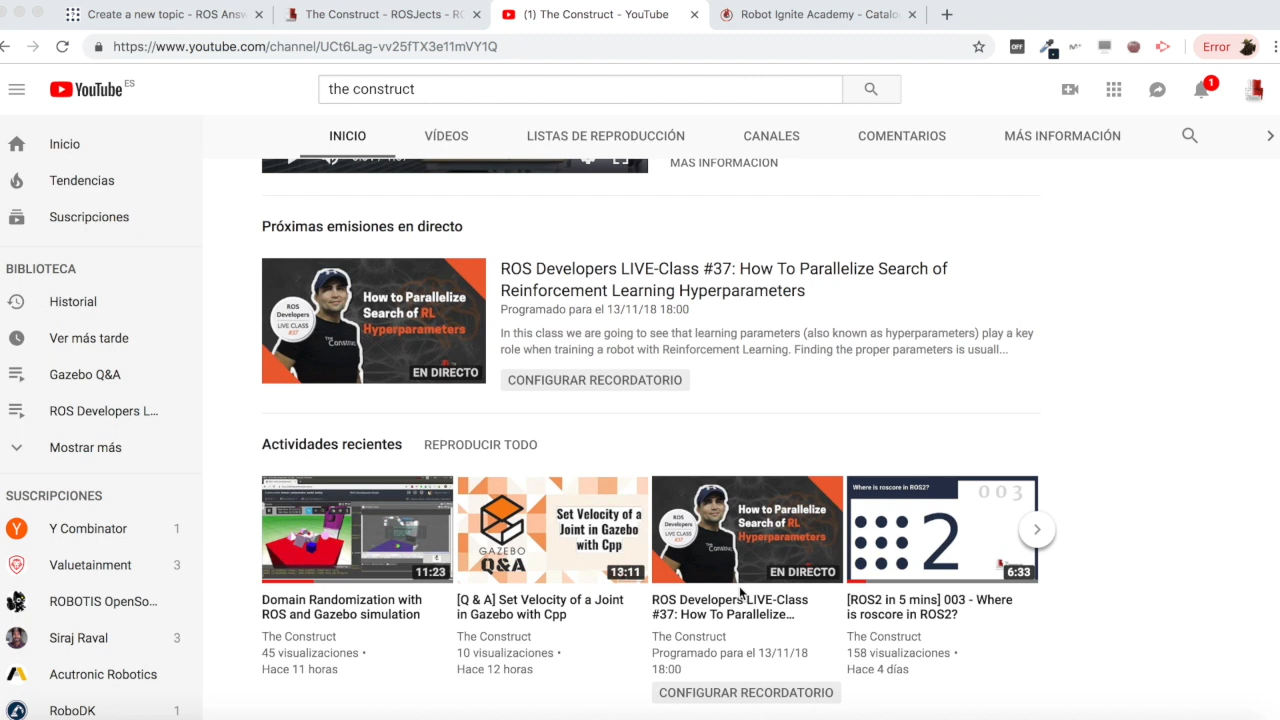 Create a new topic - ROS Answ
The Construct - ROSJects - RO
(1) The Construct - YouTube
Robot Ignite Academy - Catalog
https://www.youtube.com/channel/UCt6Lag-vv25fTX3e11mVY1Q
OFF
Error
YouTube ES
the construct
1
INICIO
VÍDEOS
LISTAS DE REPRODUCCIÓN
CANALES
COMENTARIOS
MÁS INFORMACIÓN
Inicio
Tendencias
Suscripciones
BIBLIOTECA
Historial
Ver más tarde
Gazebo Q&A
ROS Developers L...
Mostrar más
SUSCRIPCIONES
Y Combinator 1
Valuetainment 3
ROBOTIS OpenSo...
Siraj Raval 3
Acutronic Robotics
RoboDK 1
MÁS INFORMACIÓN
Próximas emisiones en directo
ROS
Developers
LIVE CLASS
#37
How to Parallelize
Search of RL
Hyperparameters
The Construct
EN DIRECTO
ROS Developers LIVE-Class #37: How To Parallelize Search of
Reinforcement Learning Hyperparameters
Programado para el 13/11/18 18:00
In this class we are going to see that learning parameters (also known as hyperparameters) play a key
role when training a robot with Reinforcement Learning. Finding the proper parameters is usuall...
CONFIGURAR RECORDATORIO
Actividades recientes
REPRODUCIR TODO
11:23
Domain Randomization with
ROS and Gazebo simulation
The Construct
45 visualizaciones •
Hace 11 horas
GAZEBO
Q&A
Set Velocity of a
Joint in Gazebo
with Cpp
13:11
[Q & A] Set Velocity of a Joint
in Gazebo with Cpp
The Construct
10 visualizaciones •
Hace 12 horas
ROS
Developers
LIVE CLASS
#37
How to Parallelize
Search of RL
Hyperparameters
EN DIRECTO
ROS Developers LIVE-Class
#37: How To Parallelize...
The Construct
Programado para el 13/11/18
18:00
CONFIGURAR RECORDATORIO
Where is roscore in ROS2?
003
2
6:33
[ROS2 in 5 mins] 003 - Where
is roscore in ROS2?
The Construct
158 visualizaciones •
Hace 4 días